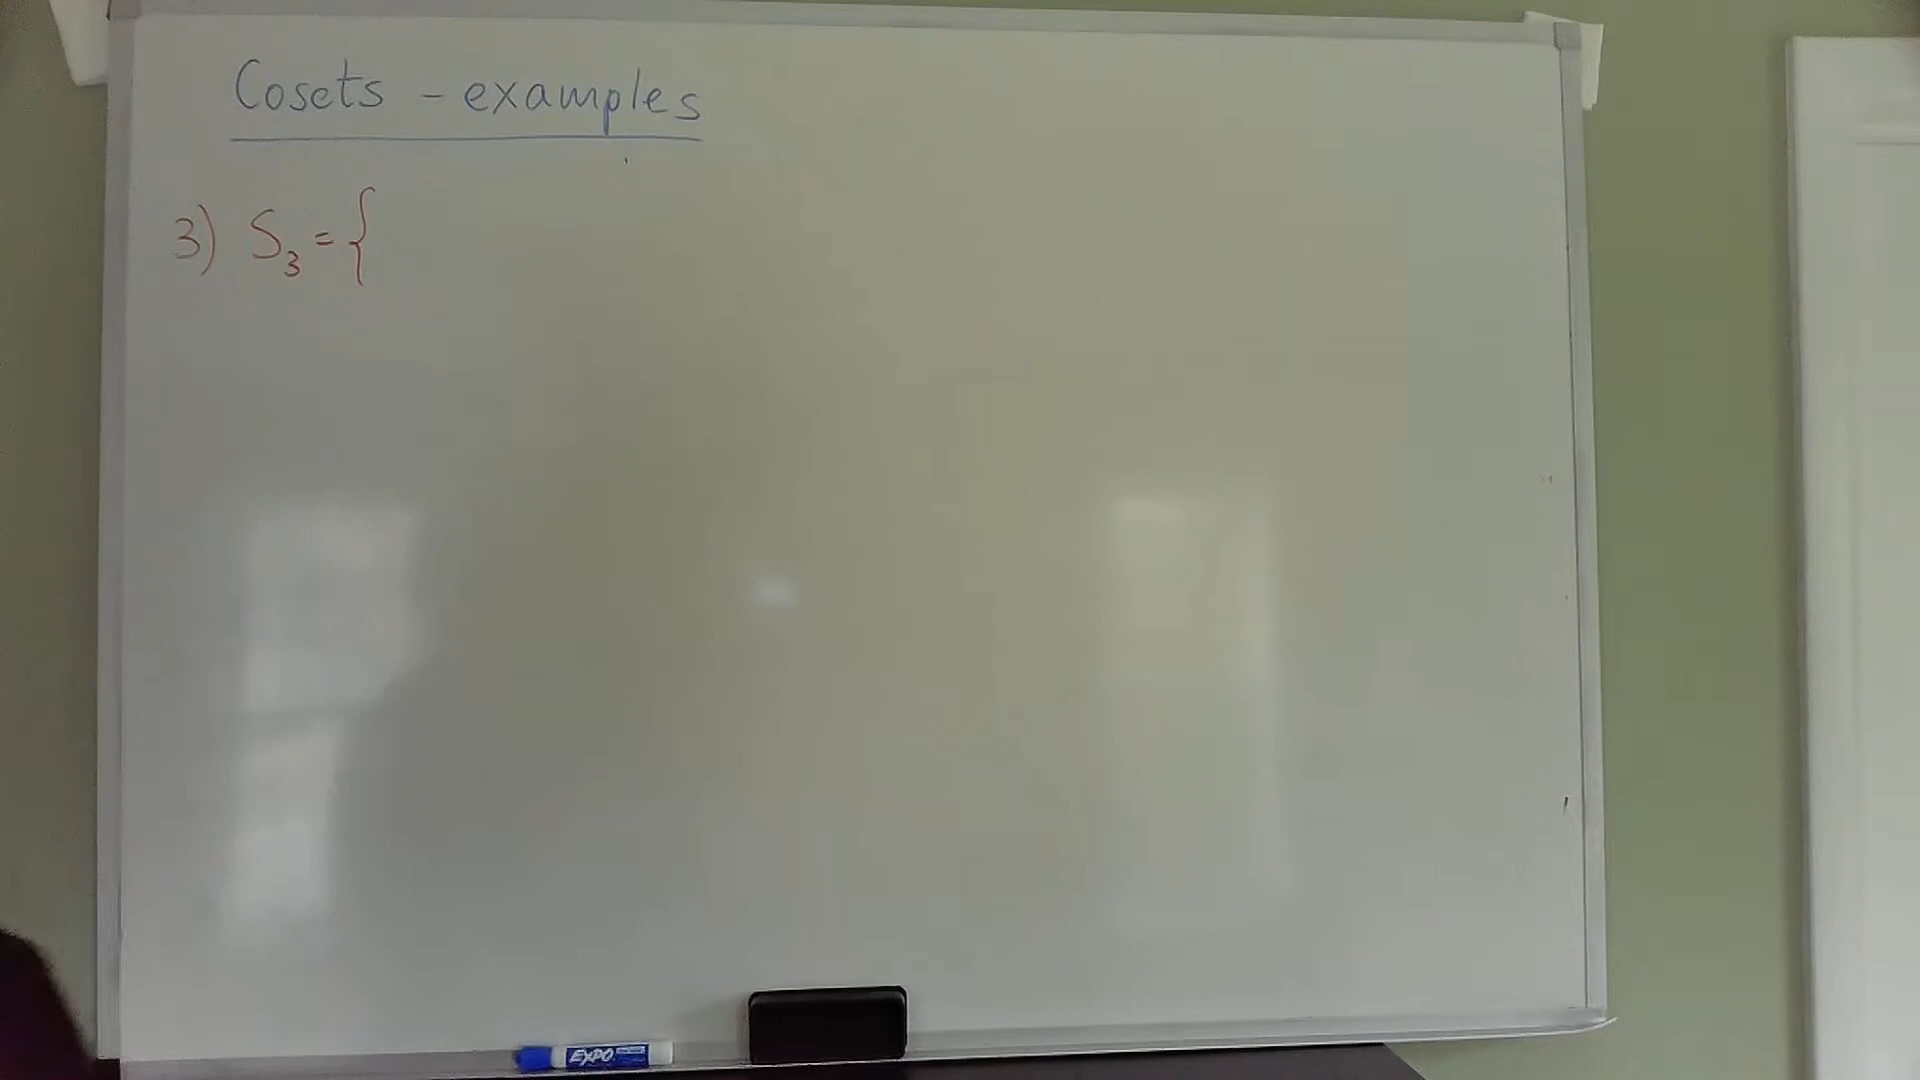 Cosets - examples
3) S₃ = {
EXPO